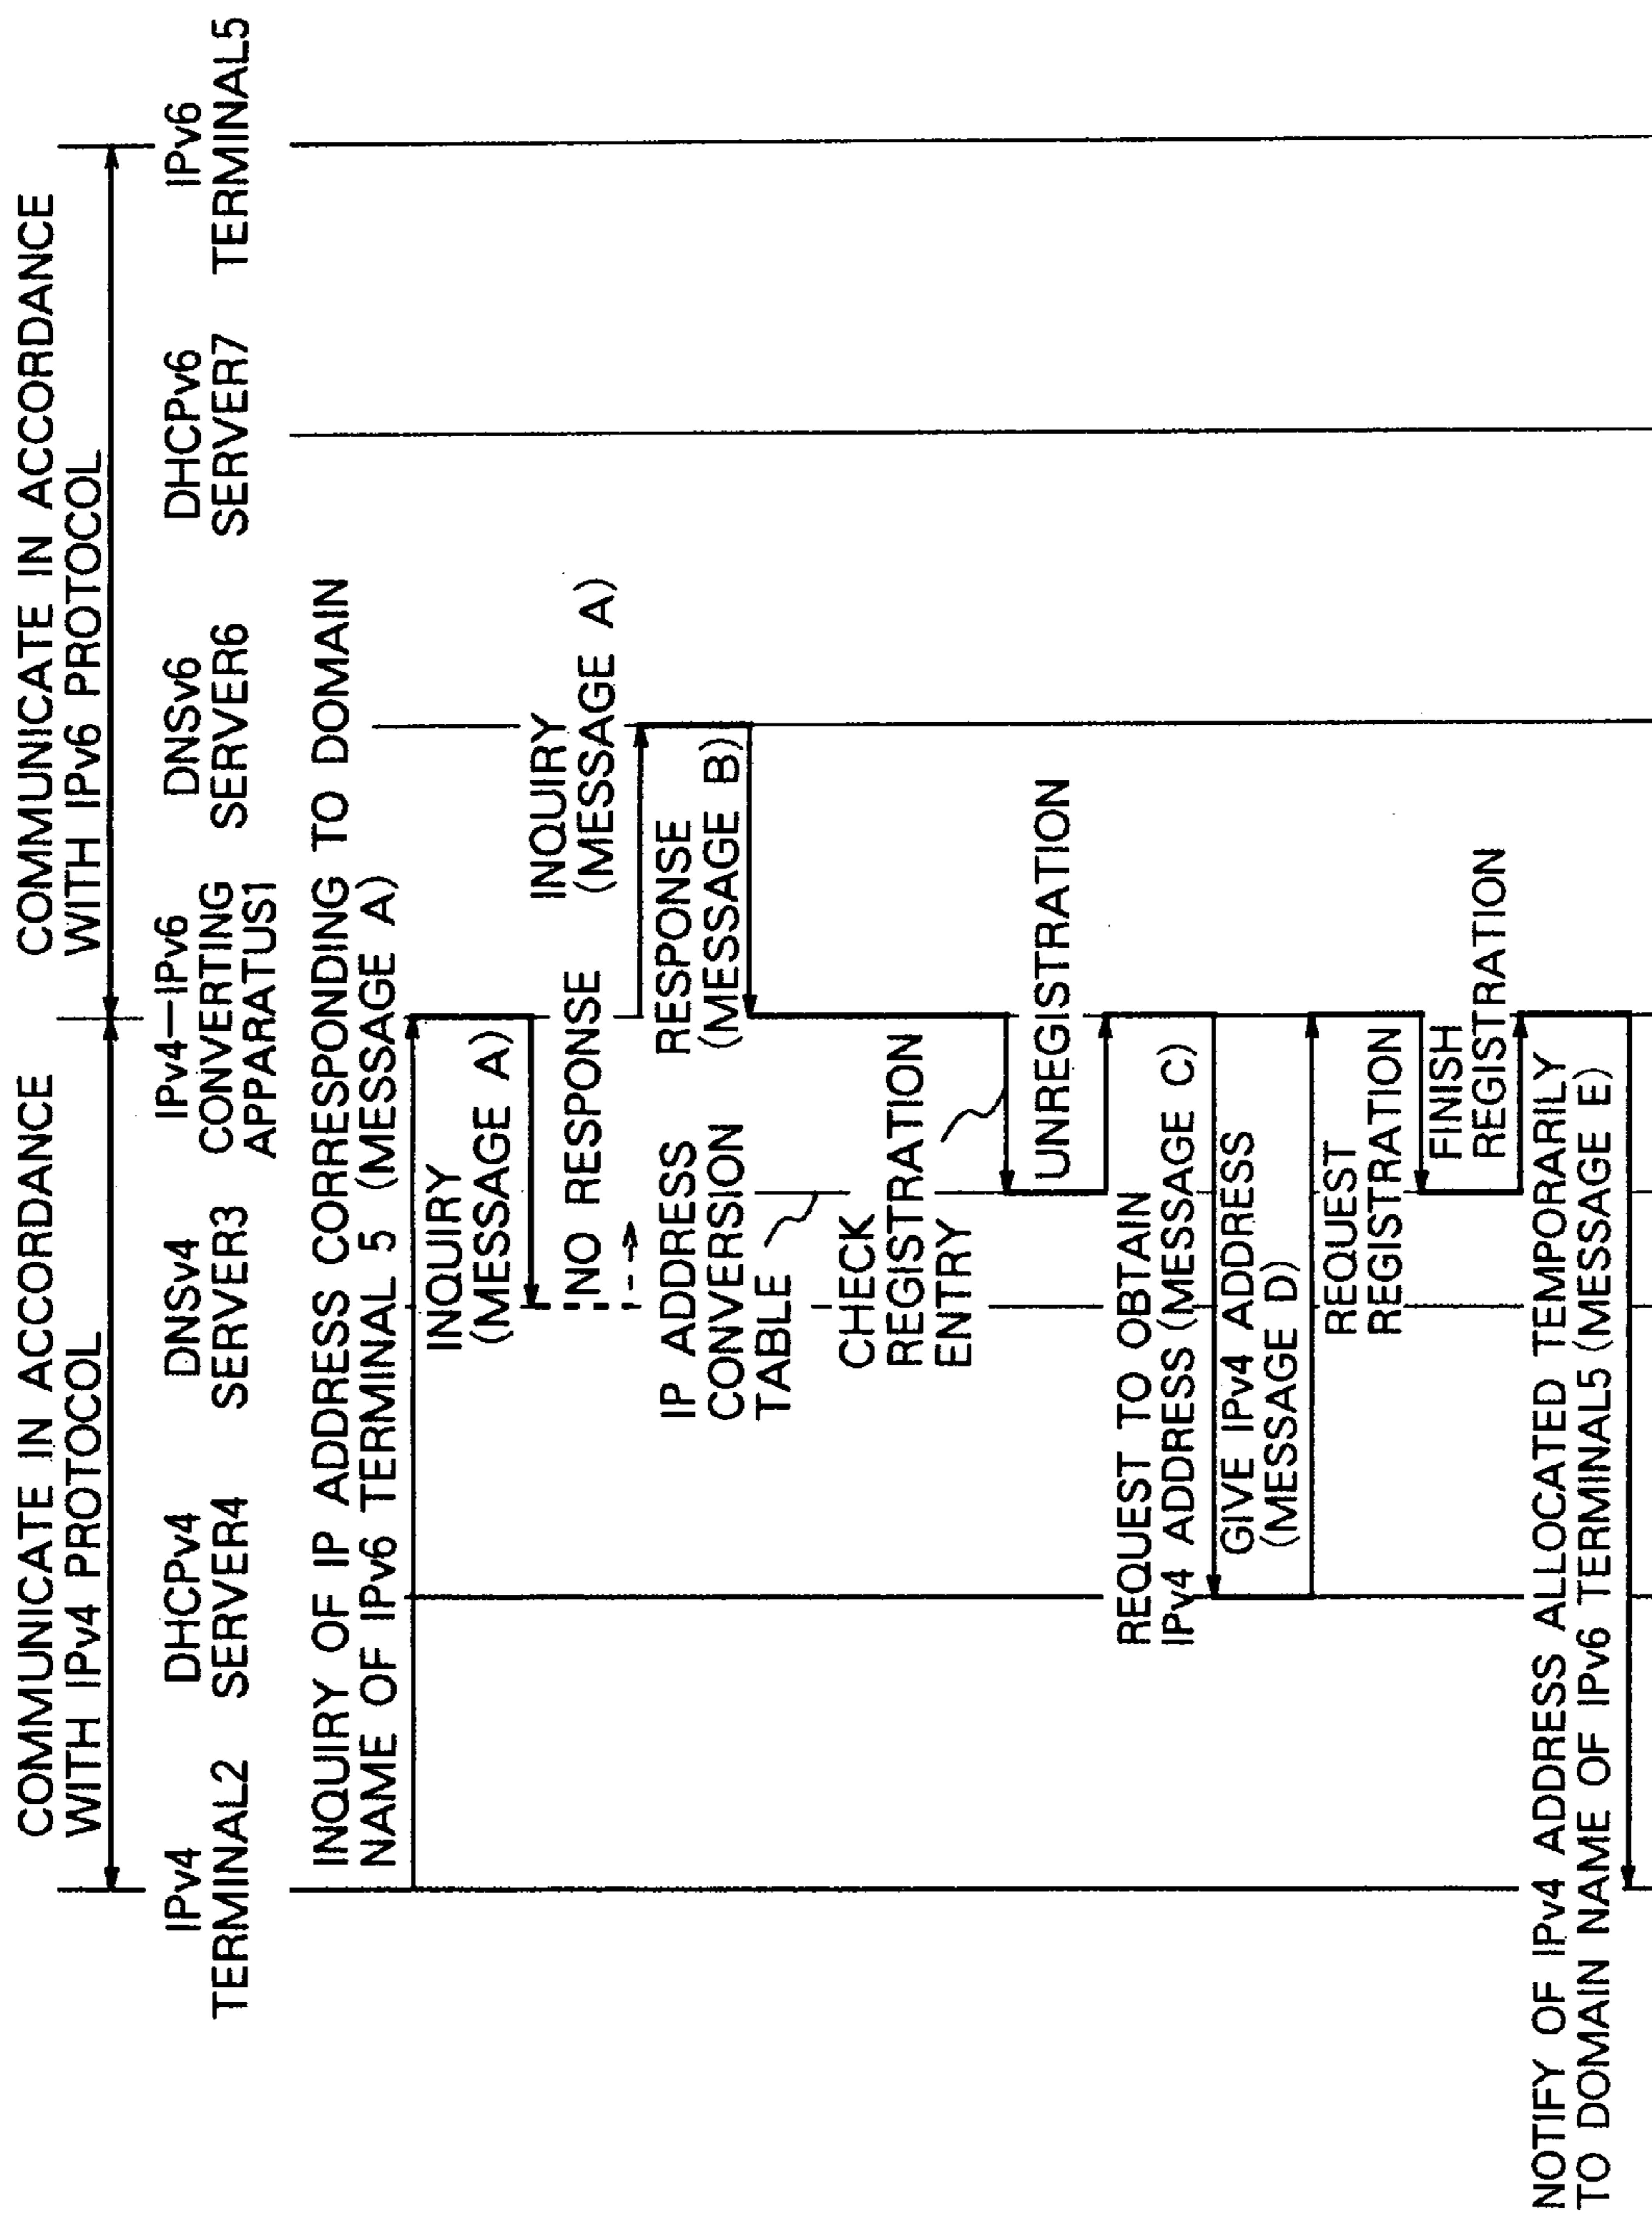 COMMUNICATE IN ACCORDANCE
WITH IPv4 PROTOCOL
COMMUNICATE IN ACCORDANCE
WITH IPv6 PROTOCOL
IPv4
TERMINAL2
DHCPv4
SERVER4
DNSv4
SERVER3
IPv4—IPv6
CONVERTING
APPARATUS1
DNSv6
SERVER6
DHCPv6
SERVER7
IPv6
TERMINAL5
INQUIRY OF IP ADDRESS CORRESPONDING TO DOMAIN
NAME OF IPv6 TERMINAL 5 (MESSAGE A)
INQUIRY
(MESSAGE A)
NO RESPONSE
INQUIRY
(MESSAGE A)
RESPONSE
(MESSAGE B)
IP ADDRESS
CONVERSION
TABLE
CHECK
REGISTRATION
ENTRY
UNREGISTRATION
REQUEST TO OBTAIN
IPv4 ADDRESS (MESSAGE C)
GIVE IPv4 ADDRESS
(MESSAGE D)
REQUEST
REGISTRATION
FINISH
REGISTRATION
NOTIFY OF IPv4 ADDRESS ALLOCATED TEMPORARILY
TO DOMAIN NAME OF IPv6 TERMINAL5 (MESSAGE E)